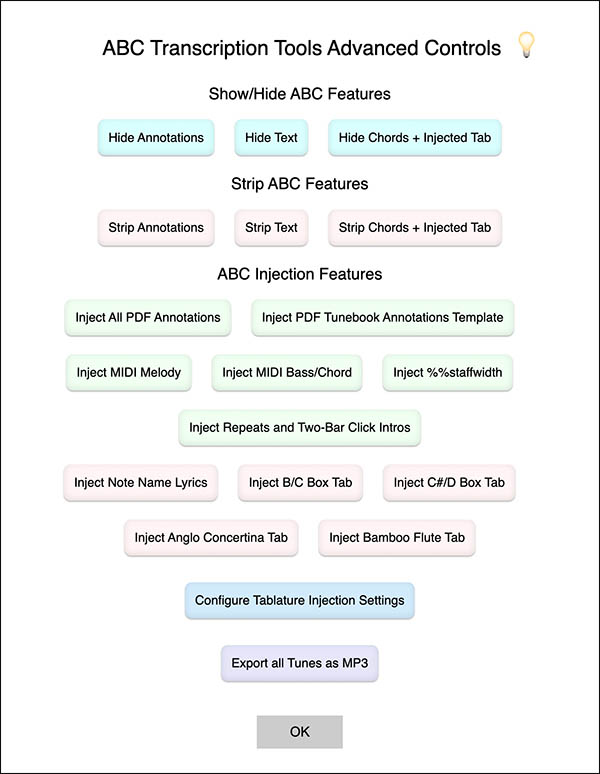 ABC Transcription Tools Advanced Controls
Show/Hide ABC Features
Hide Annotations
Hide Text
Hide Chords + Injected Tab
Strip ABC Features
Strip Annotations
Strip Text
Strip Chords + Injected Tab
ABC Injection Features
Inject All PDF Annotations
Inject PDF Tunebook Annotations Template
Inject MIDI Melody
Inject MIDI Bass/Chord
Inject %%staffwidth
Inject Repeats and Two-Bar Click Intros
Inject Note Name Lyrics
Inject B/C Box Tab
Inject C#/D Box Tab
Inject Anglo Concertina Tab
Inject Bamboo Flute Tab
Configure Tablature Injection Settings
Export all Tunes as MP3
OK